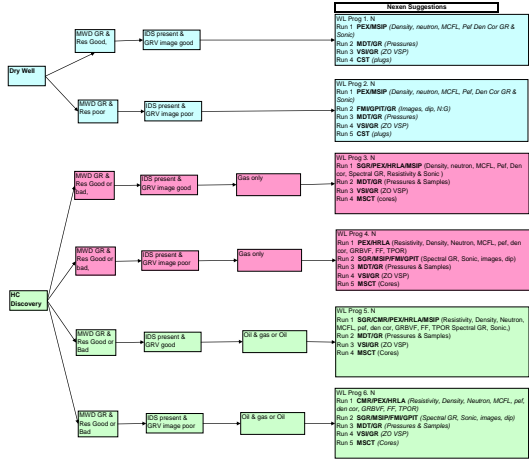 Nexen Suggestions
Dry Well
MWD GR &
Res Good,
IDS present &
GRV image good
WL Prog 1. N
Run 1 PEX/MSIP (Density, neutron, MCFL, Pef Den Cor GR &
Sonic)
Run 2 MDT/GR (Pressures)
Run 3 VSI/GR (ZO VSP)
Run 4 CST (plugs)
MWD GR &
Res poor
IDS present &
GRV image poor
WL Prog 2. N
Run 1 PEX/MSIP (Density, neutron, MCFL, Pef, Den Cor GR &
Sonic)
Run 2 FMI/GPIT/GR (Images, dip, N:G)
Run 3 MDT/GR (Pressures)
Run 4 VSI/GR (ZO VSP)
Run 5 CST (plugs)
HC
Discovery
MWD GR &
Res Good or
bad,
IDS present &
GRV image good
Gas only
WL Prog 3. N
Run 1 SGR/PEX/HRLA/MSIP (Density, neutron, MCFL, Pef, Den
cor, Spectral GR, Resistivity & Sonic )
Run 2 MDT/GR (Pressures & Samples)
Run 3 VSI/GR (ZO VSP)
Run 4 MSCT (cores)
MWD GR &
Res Good or
bad,
IDS present &
GRV image poor
Gas only
WL Prog 4. N
Run 1 PEX/HRLA (Resistivity, Density, Neutron, MCFL, pef, den
cor, GRBVF, FF, TPOR)
Run 2 SGR/MSIP/FMI/GPIT (Spectral GR, Sonic, images, dip)
Run 3 MDT/GR (Pressures & Samples)
Run 4 VSI/GR (ZO VSP)
Run 5 MSCT (Cores)
MWD GR &
Res Good or
Bad
IDS present &
GRV good
Oil & gas or Oil
WL Prog 5. N
Run 1 SGR/CMR/PEX/HRLA/MSIP (Resistivity, Density, Neutron,
MCFL, pef, den cor, GRBVF, FF, TPOR Spectral GR, Sonic,)
Run 2 MDT/GR (Pressures & Samples)
Run 3 VSI/GR (ZO VSP)
Run 4 MSCT (Cores)
MWD GR &
Res Good or
Bad
IDS present &
GRV image poor
Oil & gas or Oil
WL Prog 6. N
Run 1 CMR/PEX/HRLA (Resistivity, Density, Neutron, MCFL, pef,
den cor, GRBVF, FF, TPOR)
Run 2 SGR/MSIP/FMI/GPIT (Spectral GR, Sonic, images, dip)
Run 3 MDT/GR (Pressures & Samples)
Run 4 VSI/GR (ZO VSP)
Run 5 MSCT (Cores)